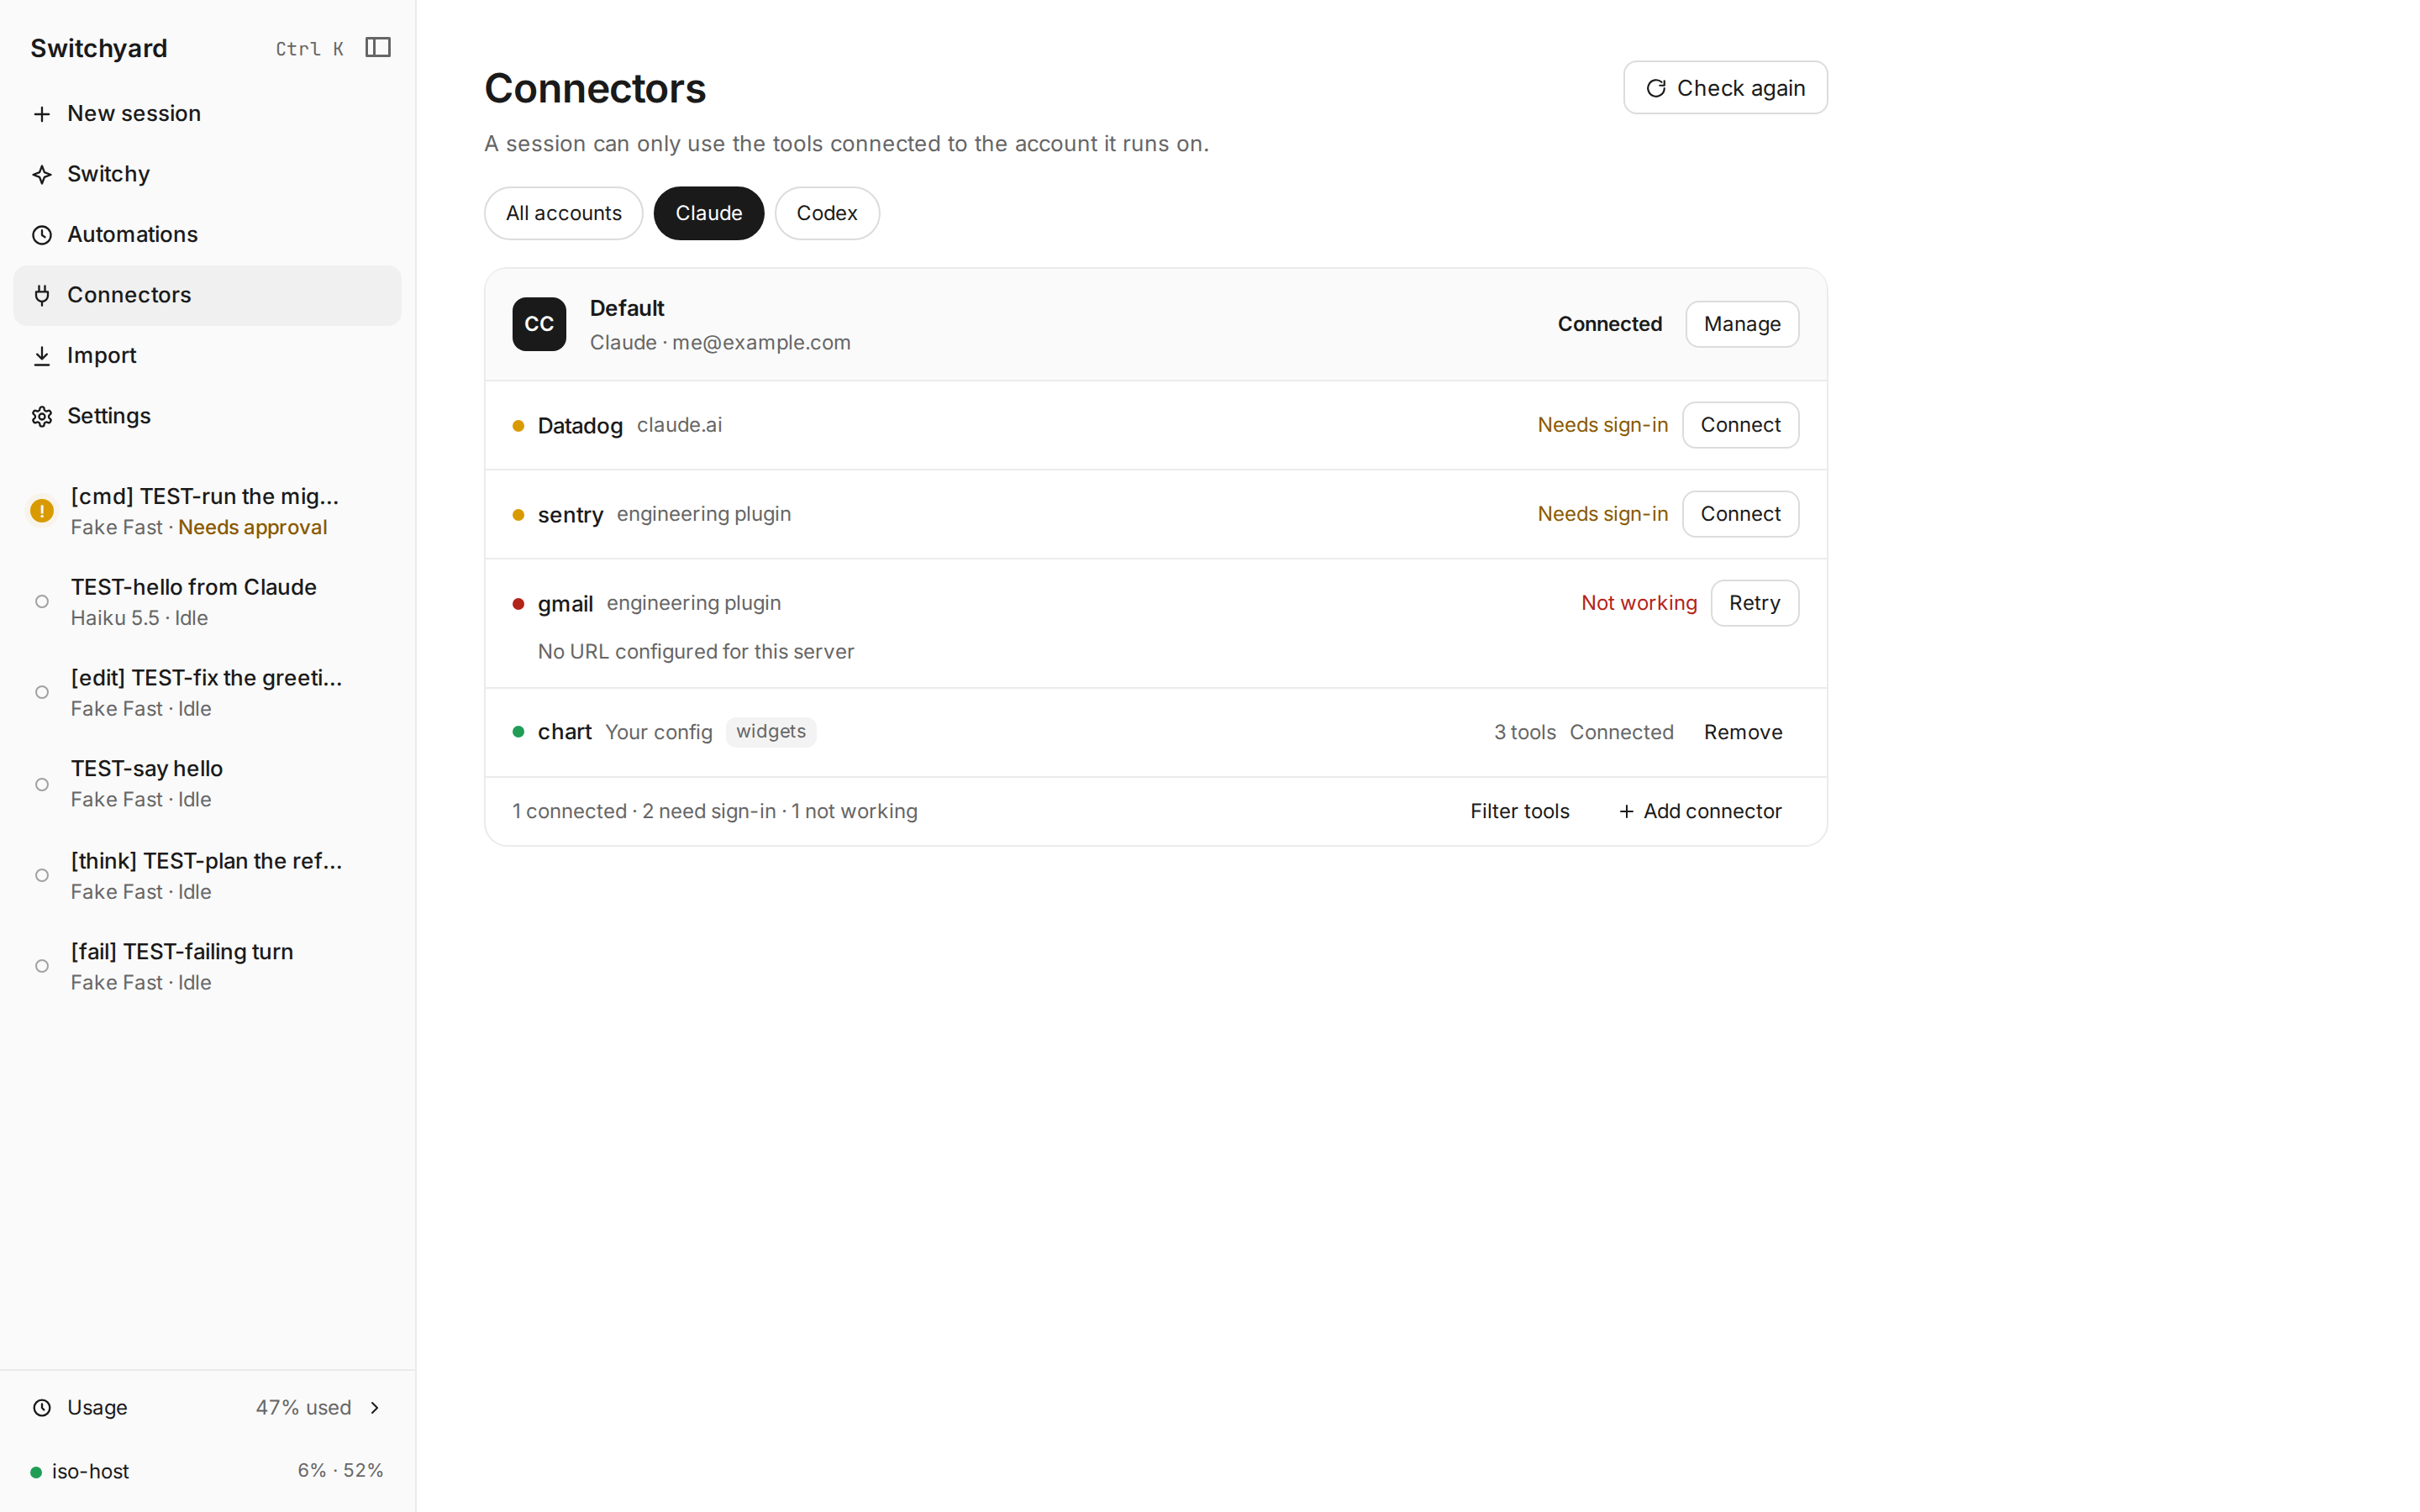 Switchyard Ctrl K
New session
Switchy
Automations
Connectors
Import
Settings
[cmd] TEST-run the mig...
Fake Fast · Needs approval
TEST-hello from Claude
Haiku 5.5 · Idle
[edit] TEST-fix the greeti...
Fake Fast · Idle
TEST-say hello
Fake Fast · Idle
[think] TEST-plan the ref...
Fake Fast · Idle
[fail] TEST-failing turn
Fake Fast · Idle
Usage 47% used
iso-host 6% · 52%
Connectors
Check again
A session can only use the tools connected to the account it runs on.
All accounts Claude Codex
CC
Default
Claude · me@example.com
Connected Manage
Datadog claude.ai Needs sign-in Connect
sentry engineering plugin Needs sign-in Connect
gmail engineering plugin Not working Retry
No URL configured for this server
chart Your config widgets 3 tools Connected Remove
1 connected · 2 need sign-in · 1 not working Filter tools + Add connector